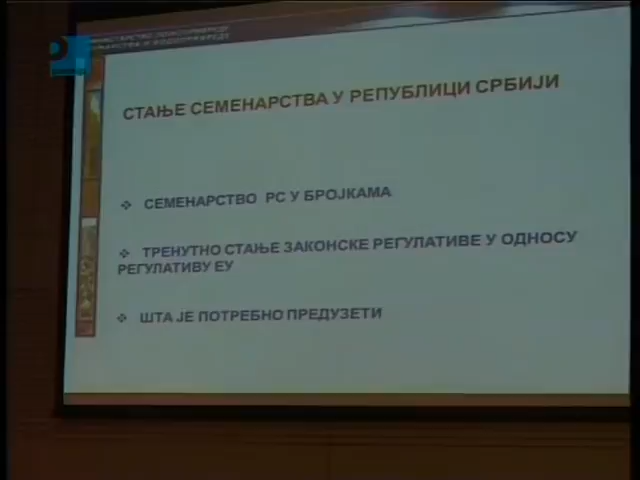 СТАЊЕ СЕМЕНАРСТВА У РЕПУБЛИЦИ СРБИЈИ
СЕМЕНАРСТВО РС У БРОЈКАМА
ТРЕНУТНО СТАЊЕ ЗАКОНСКЕ РЕГУЛАТИВЕ У ОДНОСУ
РЕГУЛАТИВУ ЕУ
ШТА ЈЕ ПОТРЕБНО ПРЕДУЗЕТИ